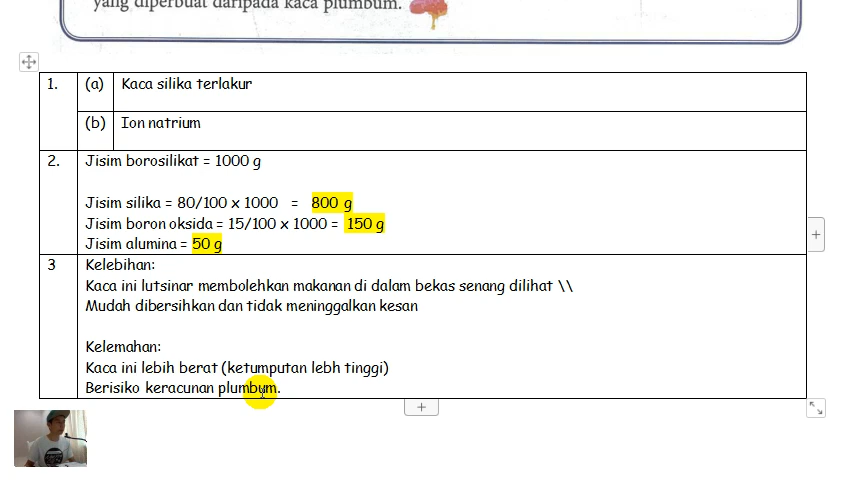 yang diperbuat daripada kaca plumbum.
1. (a) Kaca silika terlakur
(b) Ion natrium
2. Jisim borosilikat = 1000 g
Jisim silika = 80/100 x 1000 = 800 g
Jisim boron oksida = 15/100 x 1000 = 150 g
Jisim alumina = 50 g
3 Kelebihan:
Kaca ini lutsinar membolehkan makanan di dalam bekas senang dilihat \\
Mudah dibersihkan dan tidak meninggalkan kesan
Kelemahan:
Kaca ini lebih berat (ketumputan lebh tinggi)
Berisiko keracunan plumbum.